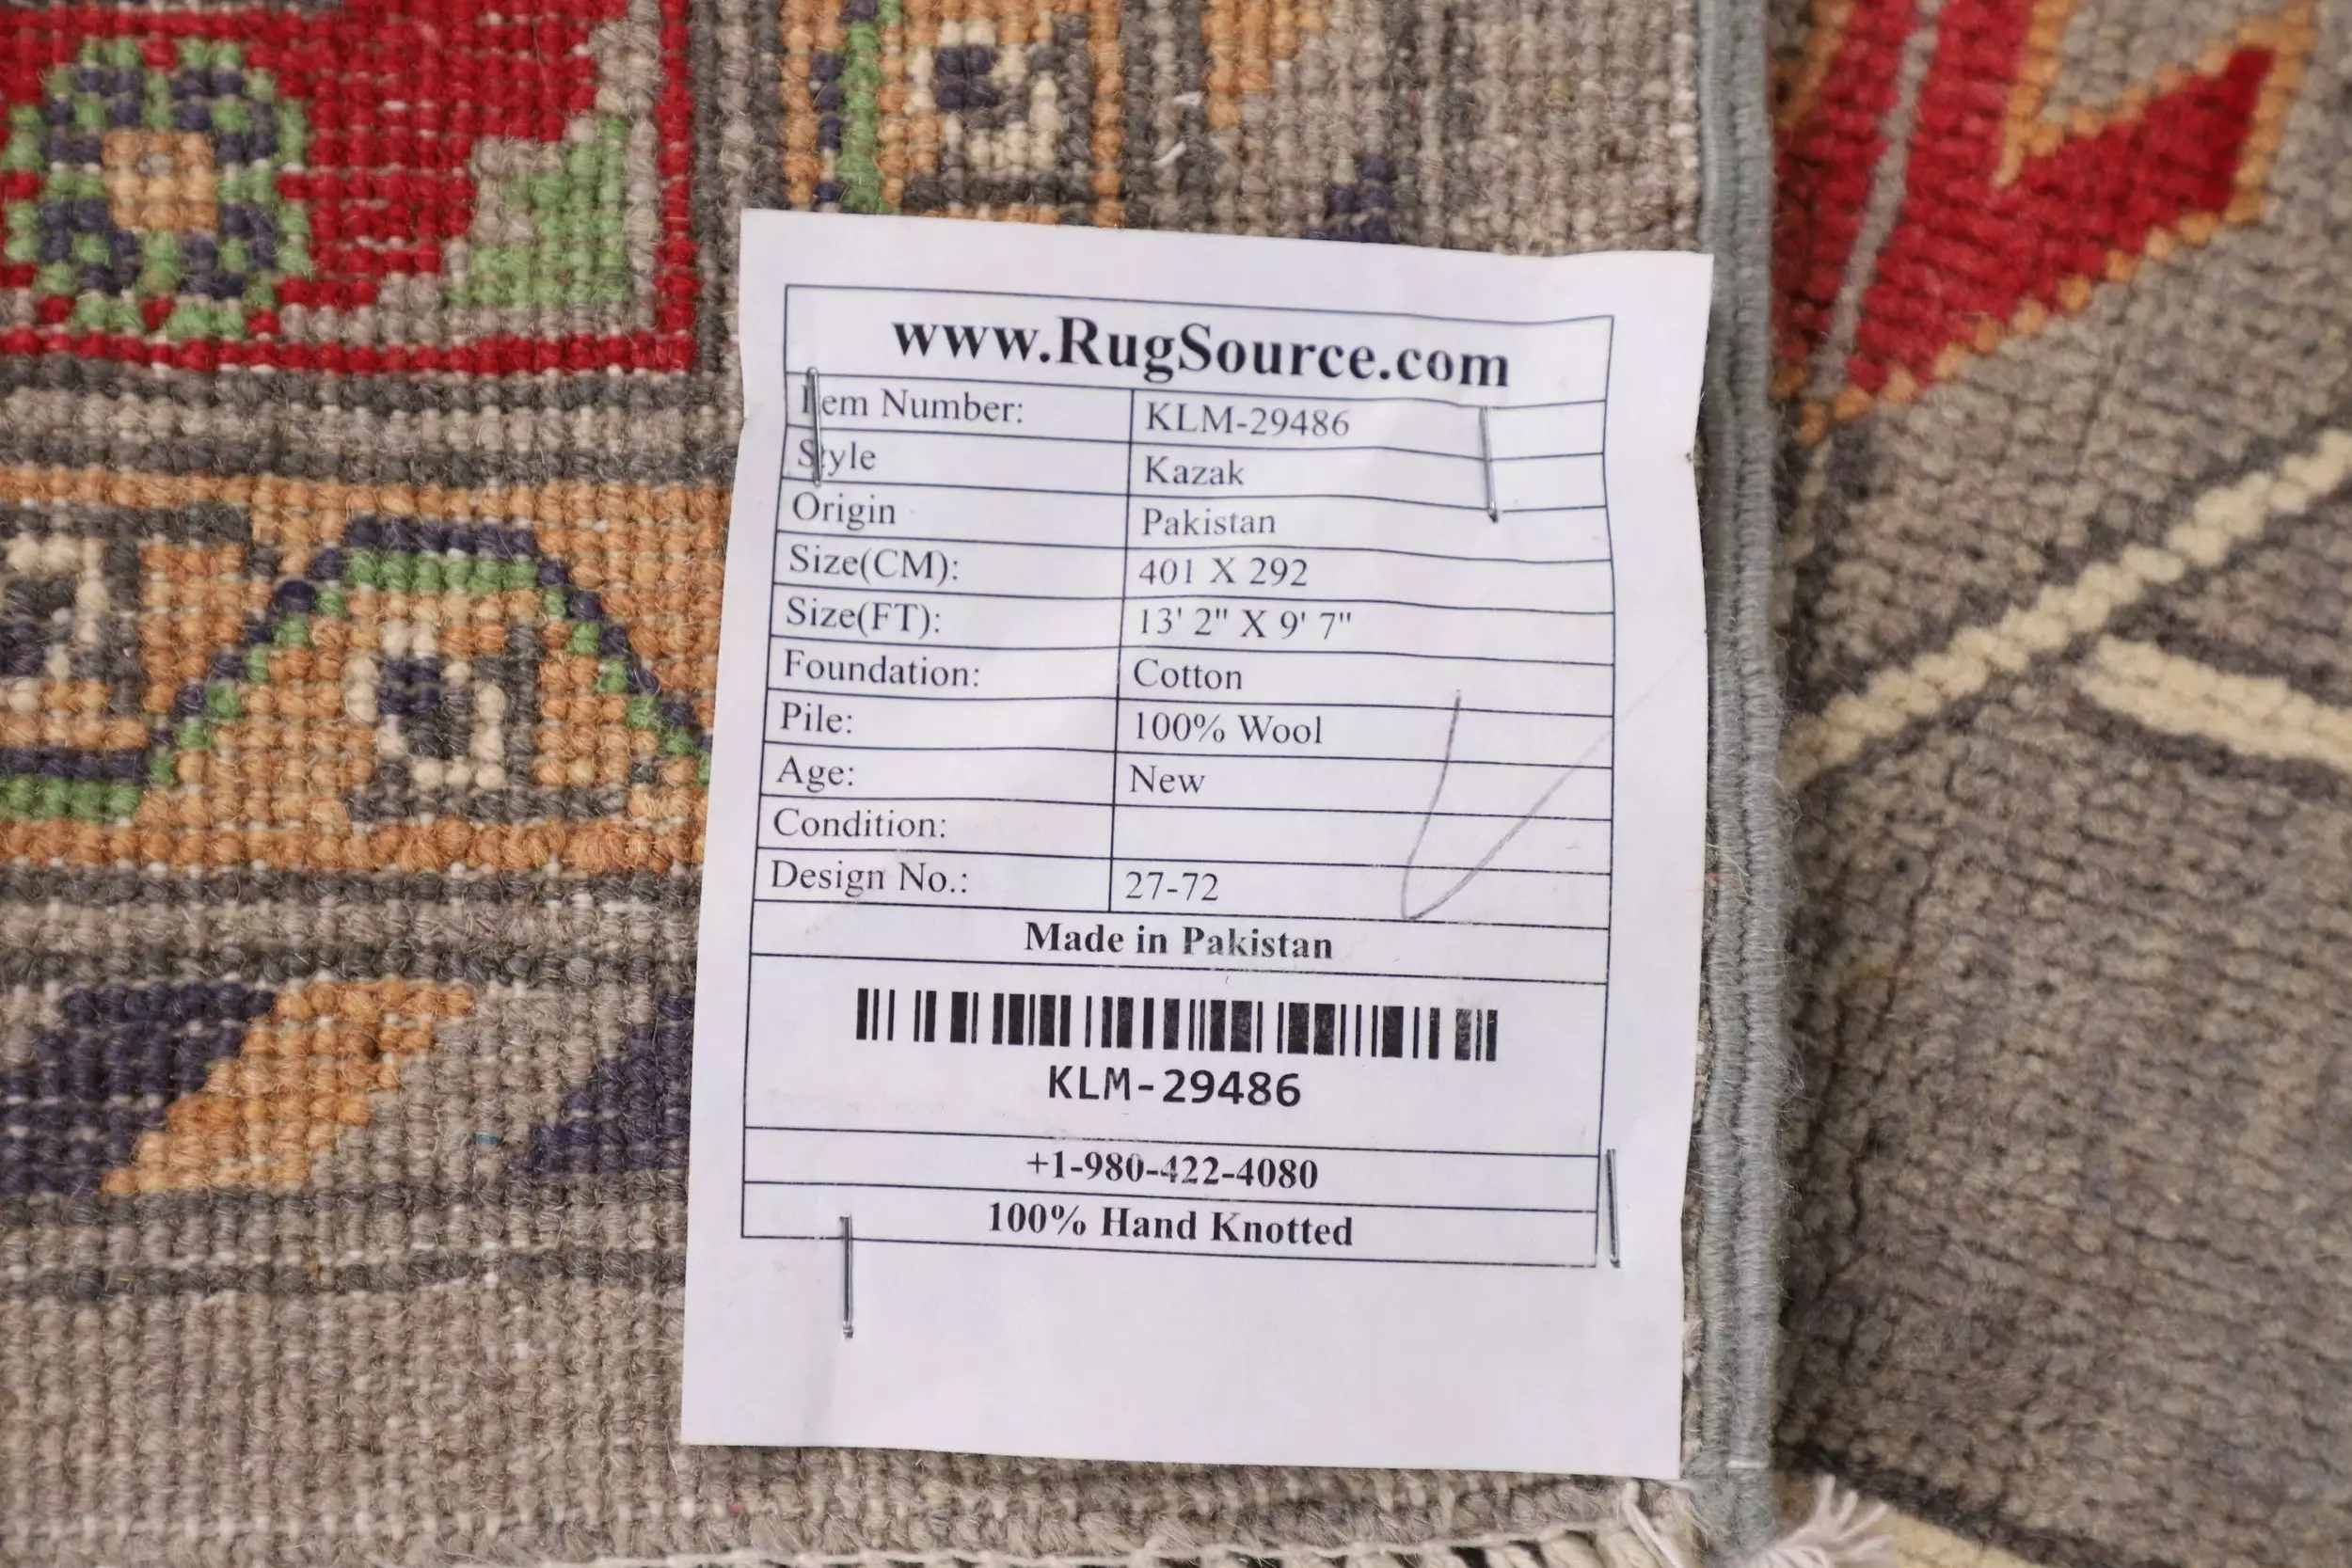 www.RugSource.com
Item Number: KLM-29486
Style Kazak
Origin Pakistan
Size(CM): 401 X 292
Size(FT): 13' 2" X 9' 7"
Foundation: Cotton
Pile: 100% Wool
Age: New
Condition:
Design No.: 27-72
Made in Pakistan
KLM-29486
+1-980-422-4080
100% Hand Knotted